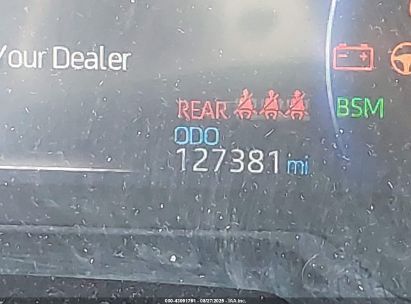 Your Dealer
REAR BSM
ODO
127381 mi